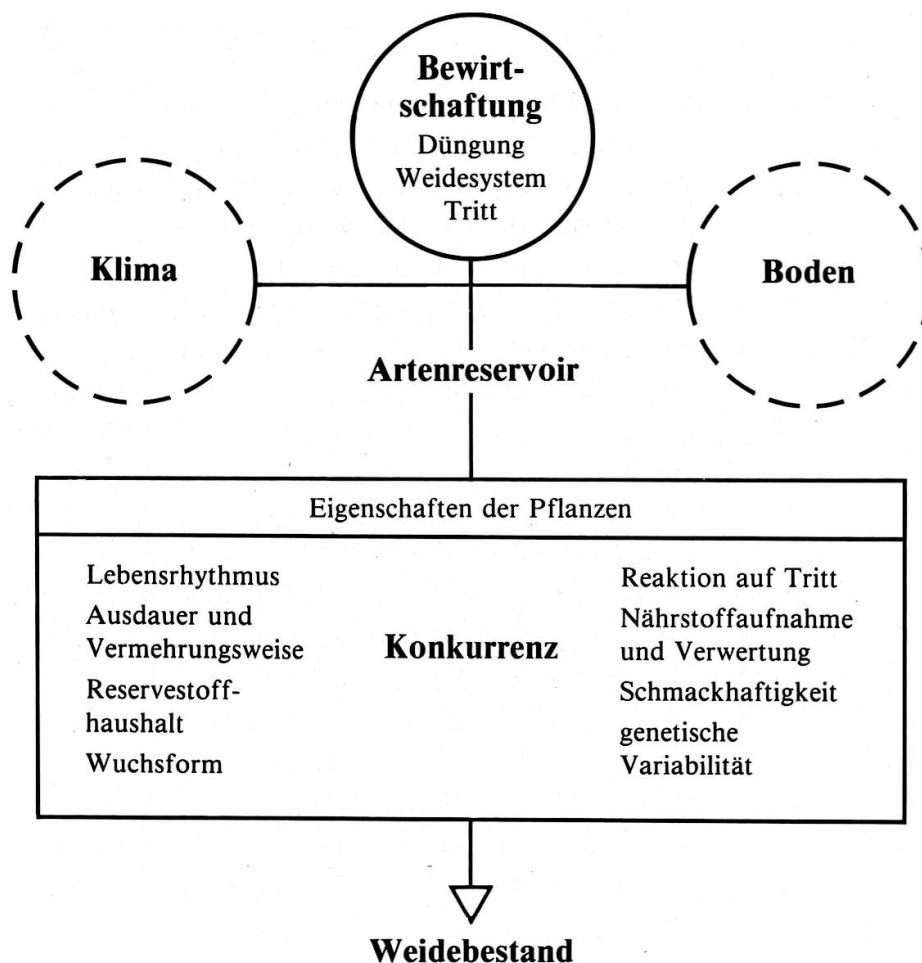 Bewirt-
schaftung
Düngung
Weidesystem
Tritt
Klima
Boden
Artenreservoir
Eigenschaften der Pflanzen
Lebensrhythmus
Ausdauer und
Vermehrungsweise
Reservestoff-
haushalt
Wuchsform
Konkurrenz
Reaktion auf Tritt
Nährstoffaufnahme
und Verwertung
Schmackhaftigkeit
genetische
Variabilität
Weidebestand